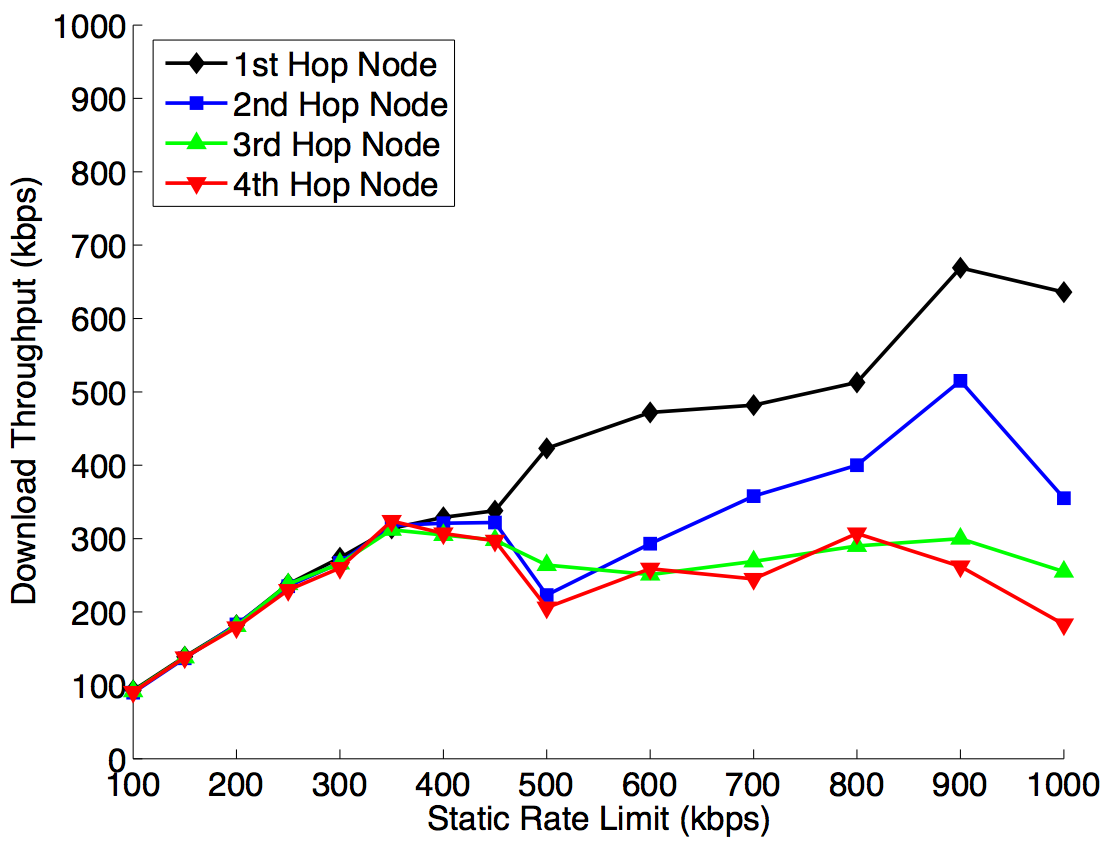 1000
900
800
700
600
500
400
300
200
100
0
Download Throughput (kbps)
1st Hop Node
2nd Hop Node
3rd Hop Node
4th Hop Node
100 200 300 400 500 600 700 800 900 1000
Static Rate Limit (kbps)